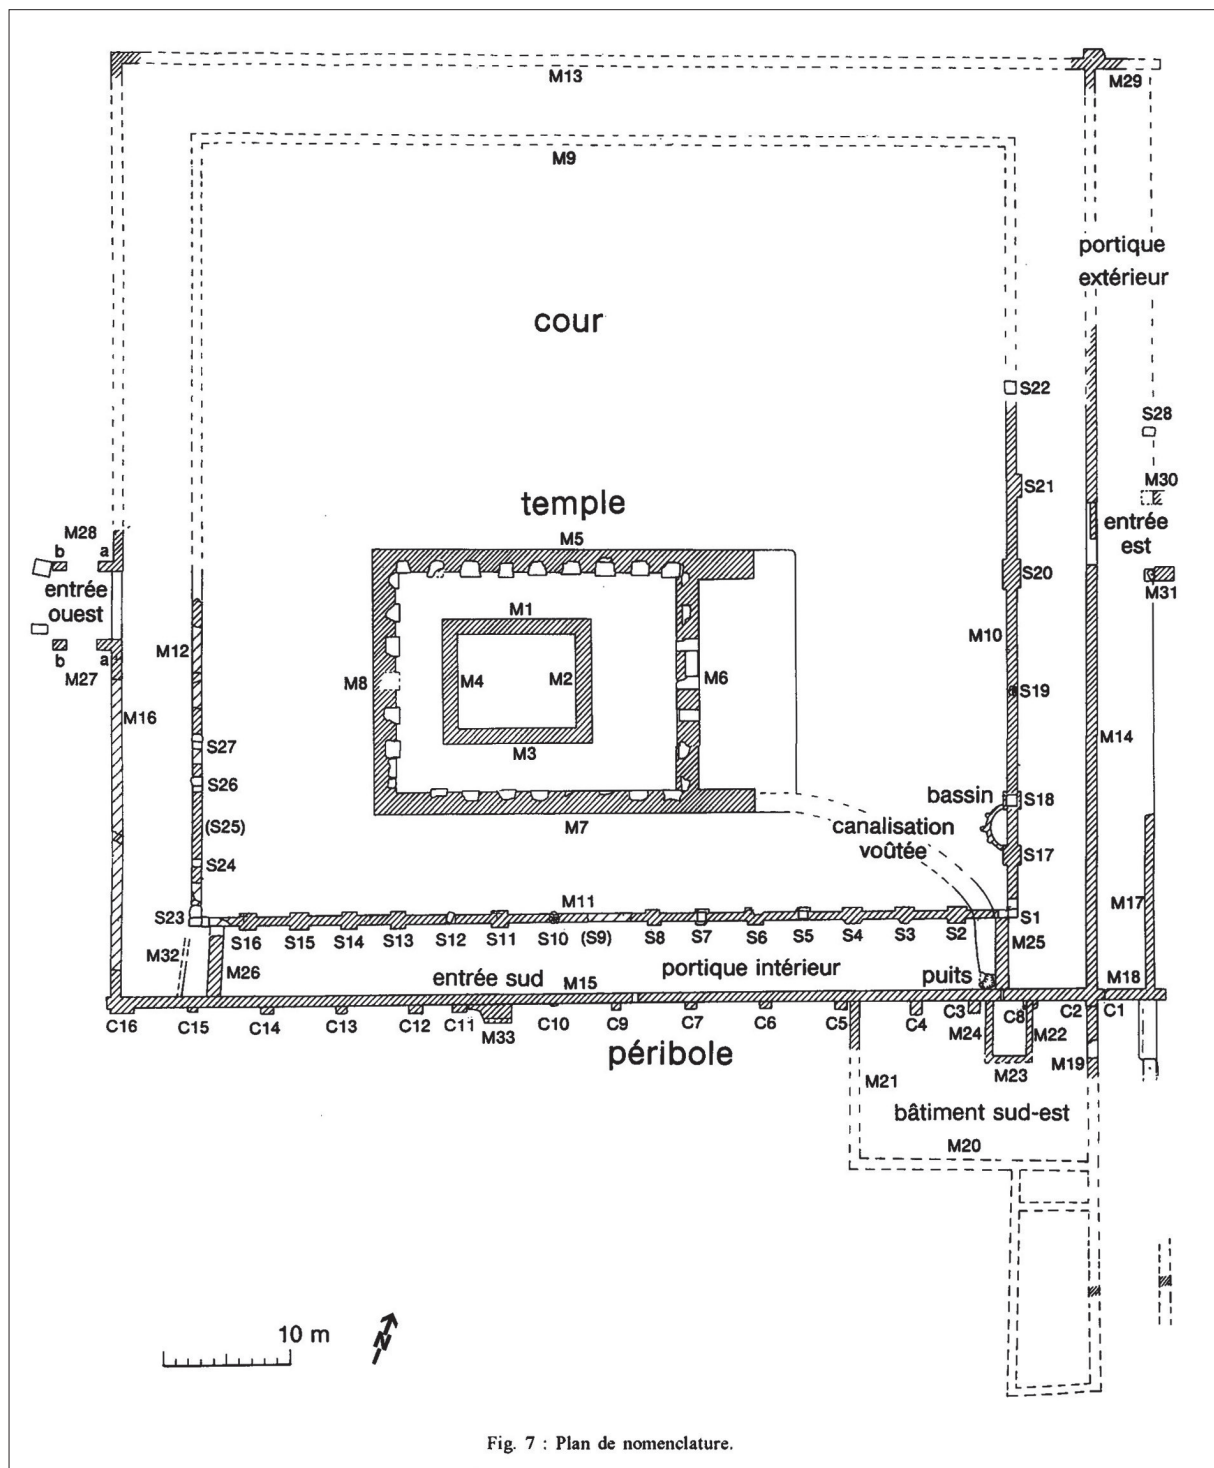 M13
M29
M9
portique
extérieur
cour
S22
S28
S21
M30
temple
entrée
est
M28
M5
b a
S20
M31
entrée
ouest
M1
M10
M12
b a
M8
M4
M2
M6
M27
S19
M16
M3
M14
S27
S26
bassin
S18
(S25)
M7
canalisation
voûtée
S24
S17
S23
M11
S1
M17
S16 S15 S14 S13 S12 S11 S10 (S9) S8 S7 S6 S5 S4 S3 S2
M25
M32
M26
entrée sud
M15
portique intérieur
puits
M18
C16 C15 C14 C13 C12 C11 C10 C9 C7 C6 C5 C4 C3 C8 C2 C1
M33
M24
M22
péribole
M19
M23
M21
bâtiment sud-est
M20
10 m
N
Fig. 7 : Plan de nomenclature.